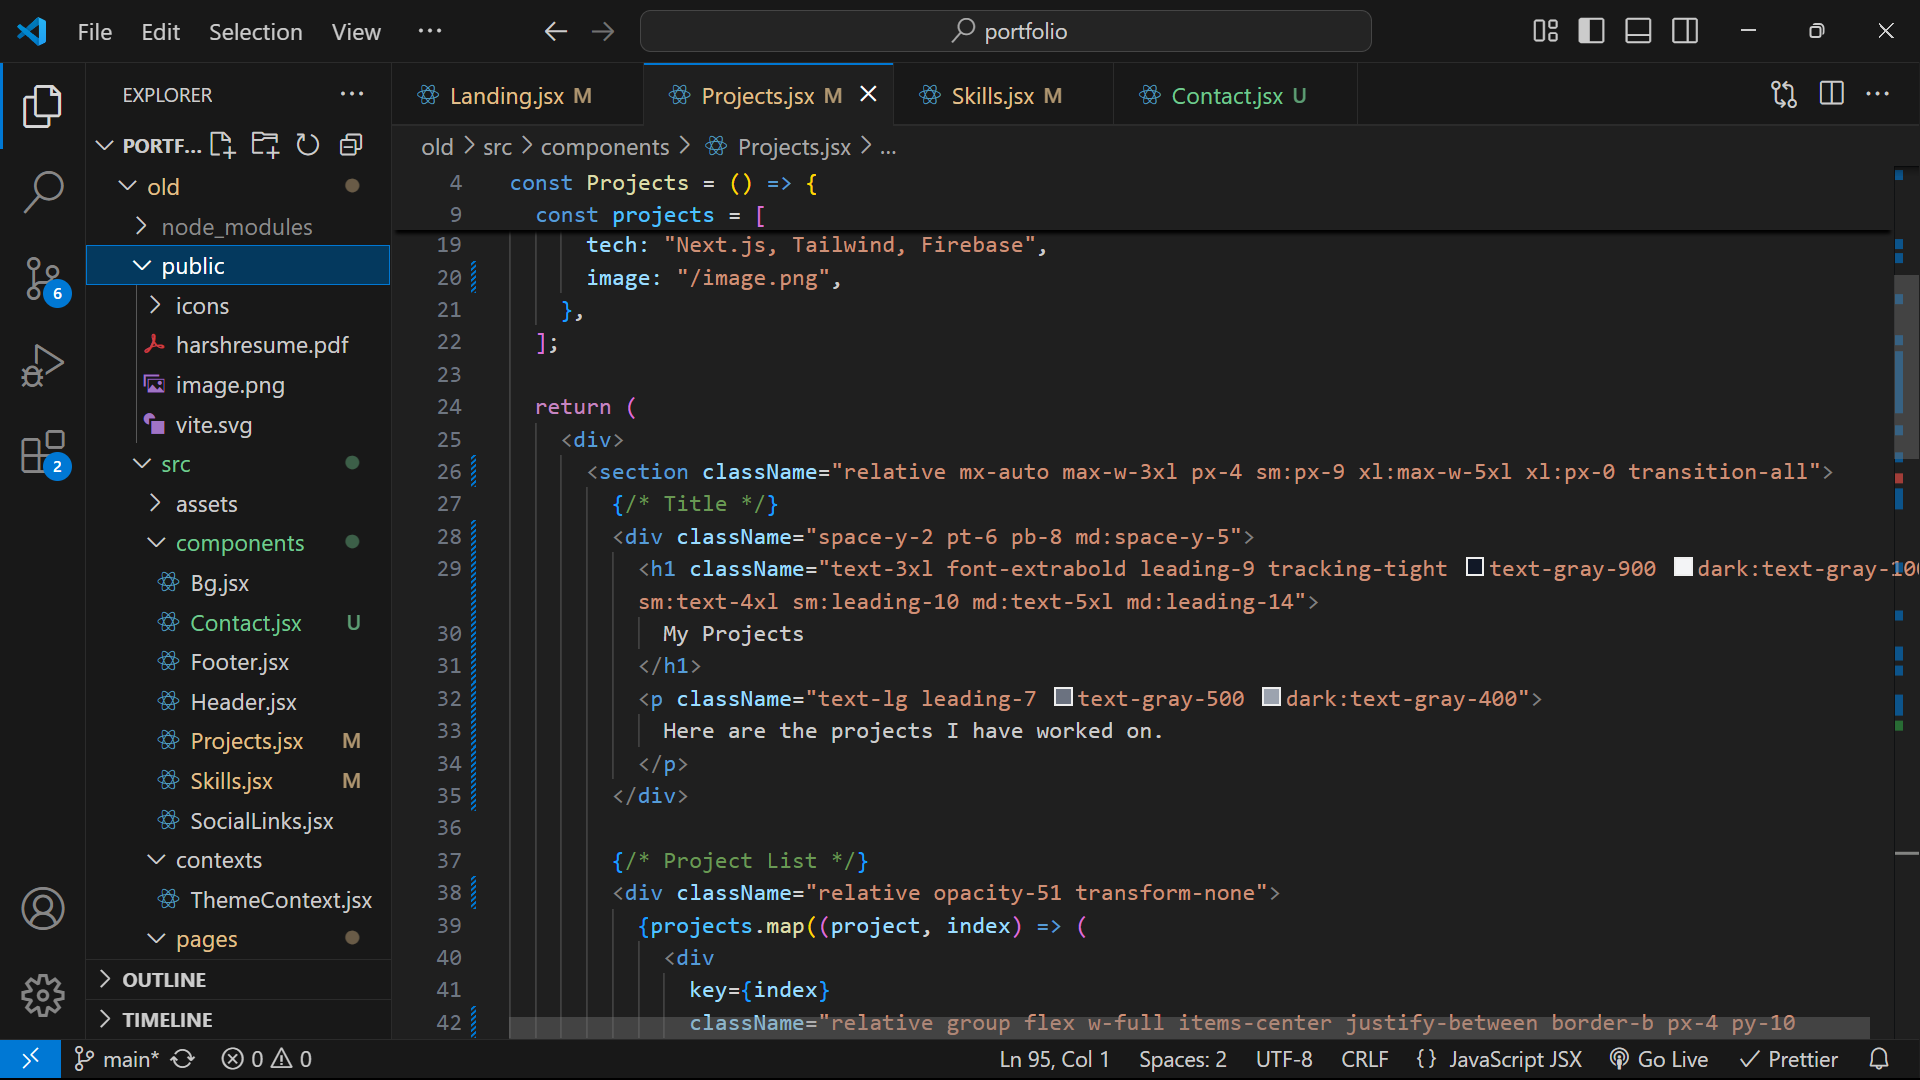 File Edit Selection View ···
portfolio
EXPLORER ···
PORTF...
old
node_modules
public
icons
harshresume.pdf
image.png
vite.svg
src
assets
components
Bg.jsx
Contact.jsx U
Footer.jsx
Header.jsx
Projects.jsx M
Skills.jsx M
SocialLinks.jsx
contexts
ThemeContext.jsx
pages
OUTLINE
TIMELINE
6
2
Landing.jsx M
Projects.jsx M
Skills.jsx M
Contact.jsx U
old > src > components > Projects.jsx > ...
4 const Projects = () => {
9 const projects = [
19 tech: "Next.js, Tailwind, Firebase",
20 image: "/image.png",
21 },
22 ];
23
24 return (
25 <div>
26 <section className="relative mx-auto max-w-3xl px-4 sm:px-9 xl:max-w-5xl xl:px-0 transition-all">
27 {/* Title */}
28 <div className="space-y-2 pt-6 pb-8 md:space-y-5">
29 <h1 className="text-3xl font-extrabold leading-9 tracking-tight text-gray-900 dark:text-gray-100
sm:text-4xl sm:leading-10 md:text-5xl md:leading-14">
30 My Projects
31 </h1>
32 <p className="text-lg leading-7 text-gray-500 dark:text-gray-400">
33 Here are the projects I have worked on.
34 </p>
35 </div>
36
37 {/* Project List */}
38 <div className="relative opacity-51 transform-none">
39 {projects.map((project, index) => (
40 <div
41 key={index}
42 className="relative group flex w-full items-center justify-between border-b px-4 py-10
main* 0 0
Ln 95, Col 1 Spaces: 2 UTF-8 CRLF {} JavaScript JSX Go Live Prettier